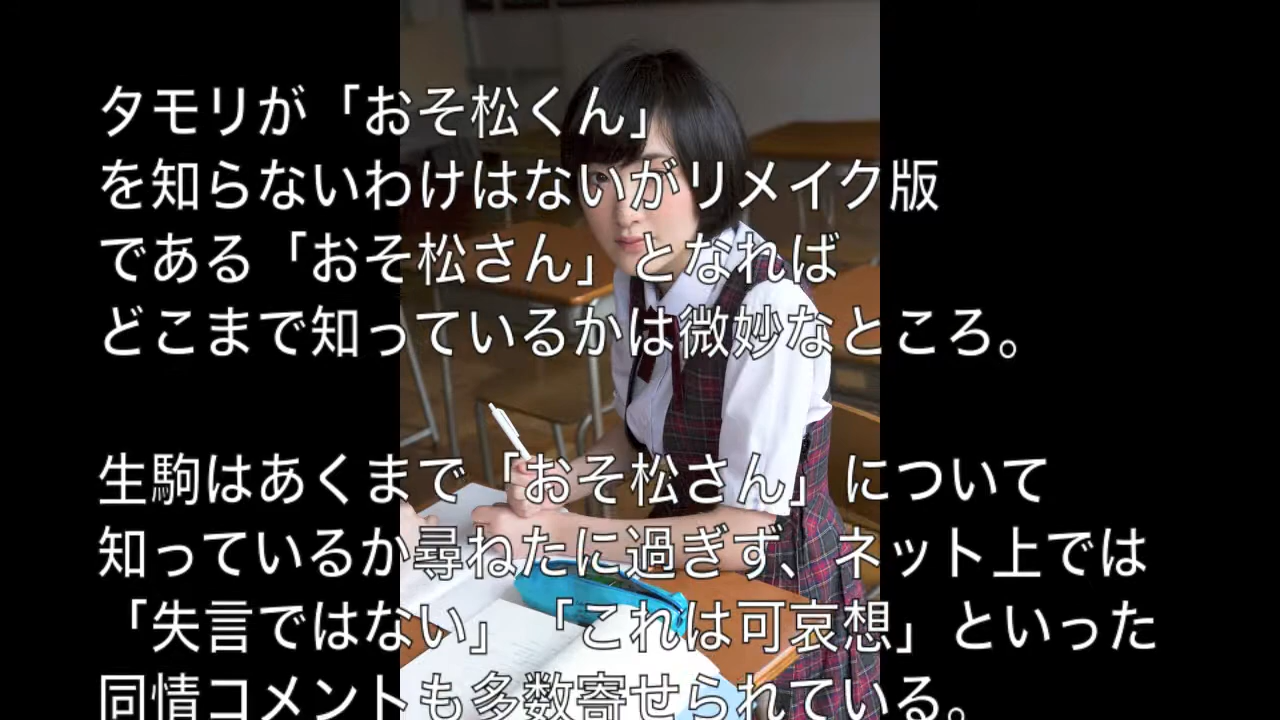 タモリが「おそ松くん」
を知らないわけはないがリメイク版
である「おそ松さん」となれば
どこまで知っているかは微妙なところ。
生駒はあくまで「おそ松さん」について
知っているか尋ねたに過ぎず、ネット上では
「失言ではない」「これは可哀想」といった
同情コメントも多数寄せられている。